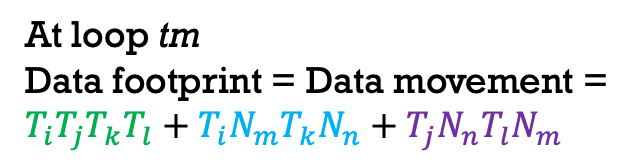 At loop tm
Data footprint = Data movement =
TᵢTⱼTₖTₗ + TᵢNₘTₖNₙ + TⱼNₙTₗNₘ